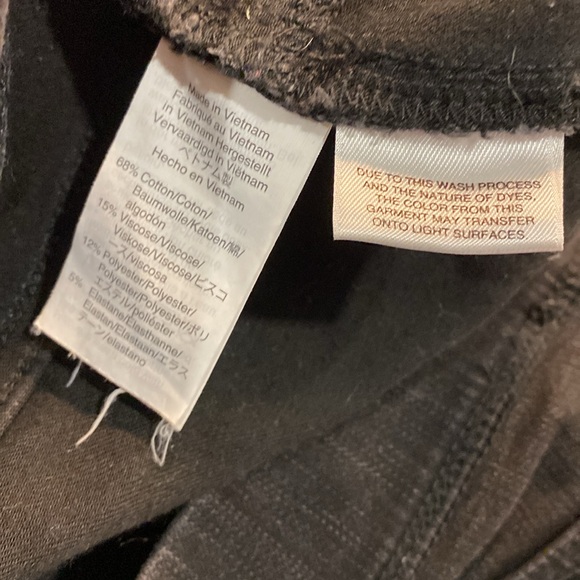 Made in Vietnam
Fabriqué au Vietnam
in Vietnam Hergestellt
Vervaardigd in Vietnam
ベトナム製
Hecho en Vietnam
68% Cotton/Coton/
Baumwolle/Katoen/綿/
algodón
15% Viscose/Viscose/
Viskose/Viscose/ビスコ
ース/viscosa
12% Polyester/Polyester/
Polyester/Polyester/ポリ
エステル/poliéster
5% Elastane/Elasthanne/
Elastan/Elastaan/エラス
テーン/elastano
DUE TO THIS WASH PROCESS
AND THE NATURE OF DYES,
THE COLOR FROM THIS
GARMENT MAY TRANSFER
ONTO LIGHT SURFACES